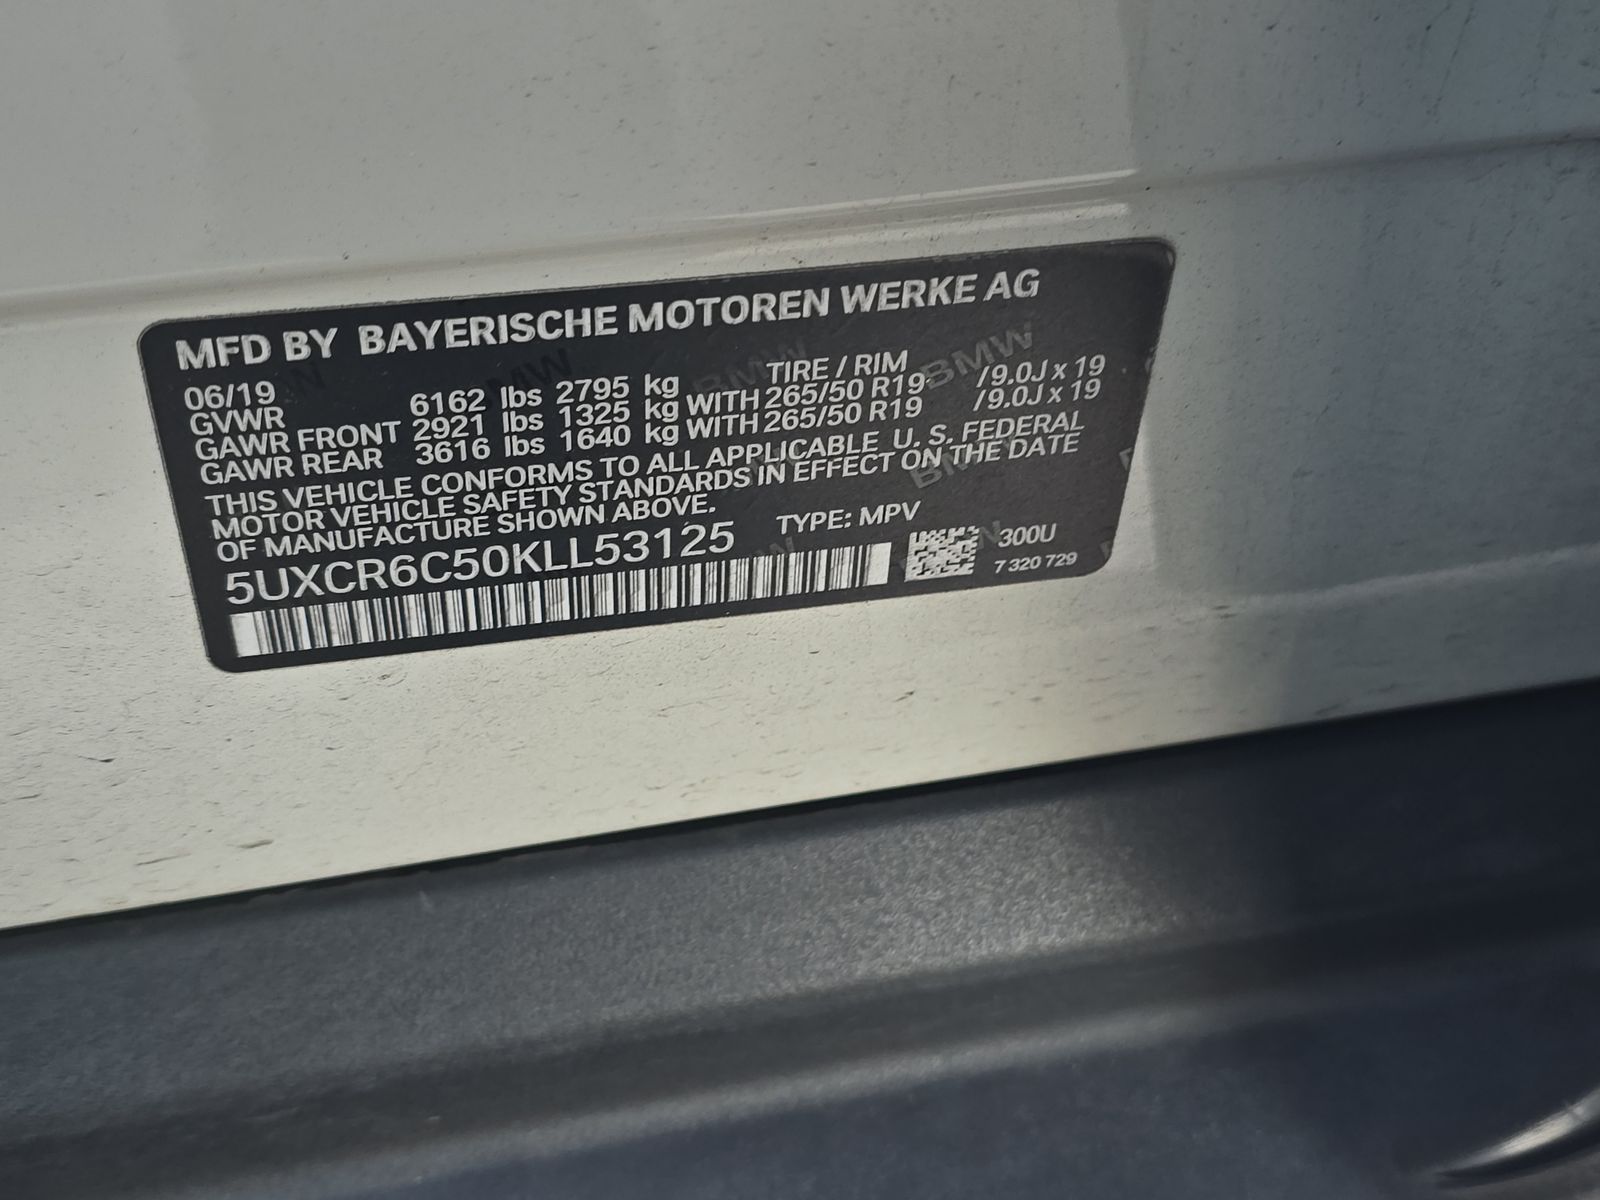 MFD BY BAYERISCHE MOTOREN WERKE AG
06/19 TIRE / RIM
GVWR 6162 lbs 2795 kg
GAWR FRONT 2921 lbs 1325 kg WITH 265/50 R19 /9.0J x 19
GAWR REAR 3616 lbs 1640 kg WITH 265/50 R19 /9.0J x 19
THIS VEHICLE CONFORMS TO ALL APPLICABLE U. S. FEDERAL
MOTOR VEHICLE SAFETY STANDARDS IN EFFECT ON THE DATE
OF MANUFACTURE SHOWN ABOVE.
5UXCR6C50KLL53125 TYPE: MPV
300U
7 320 729